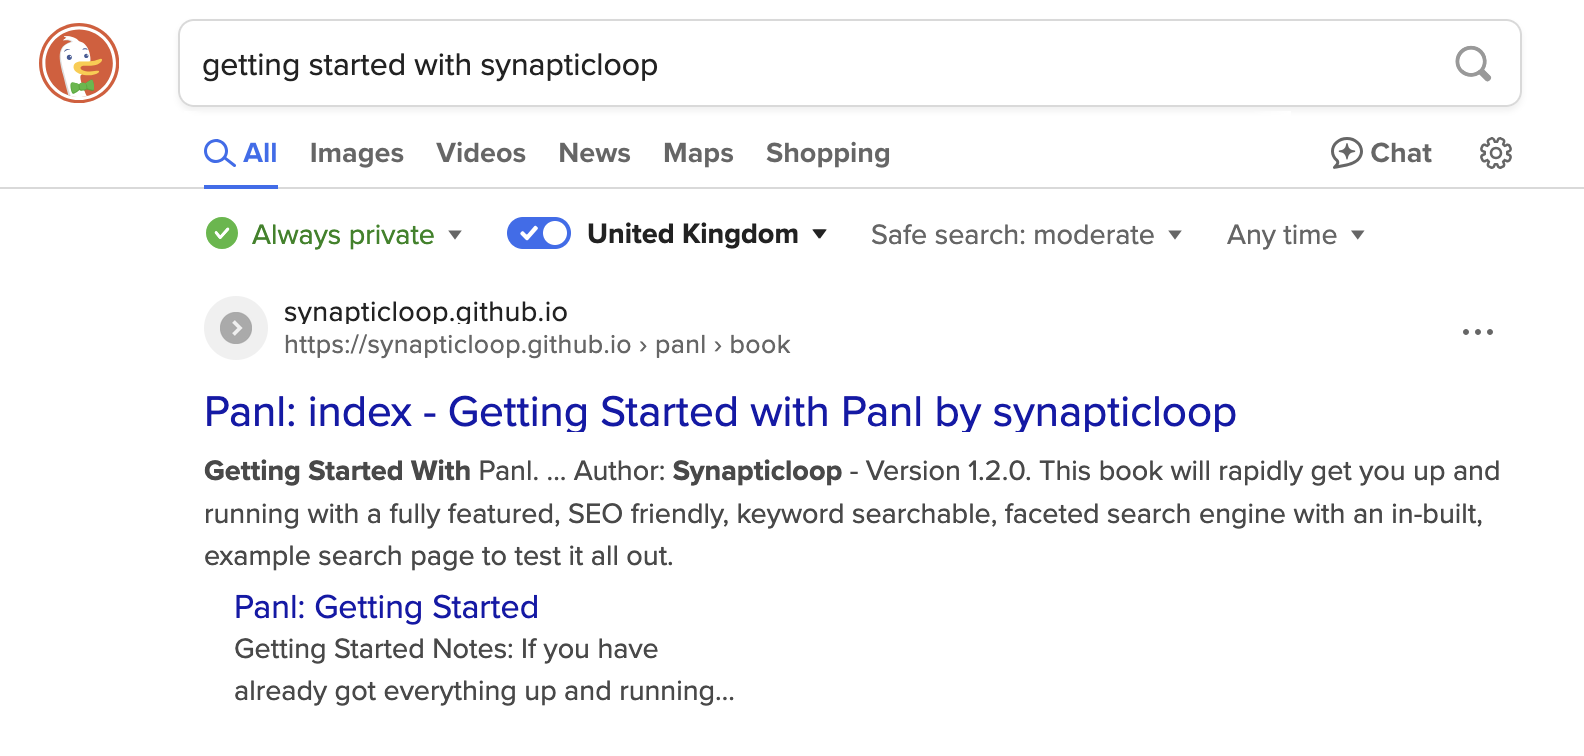 getting started with synapticloop
All Images Videos News Maps Shopping Chat
Always private United Kingdom Safe search: moderate Any time
synapticloop.github.io
https://synapticloop.github.io › panl › book
Panl: index - Getting Started with Panl by synapticloop
Getting Started With Panl. ... Author: Synapticloop - Version 1.2.0. This book will rapidly get you up and
running with a fully featured, SEO friendly, keyword searchable, faceted search engine with an in-built,
example search page to test it all out.
Panl: Getting Started
Getting Started Notes: If you have
already got everything up and running...